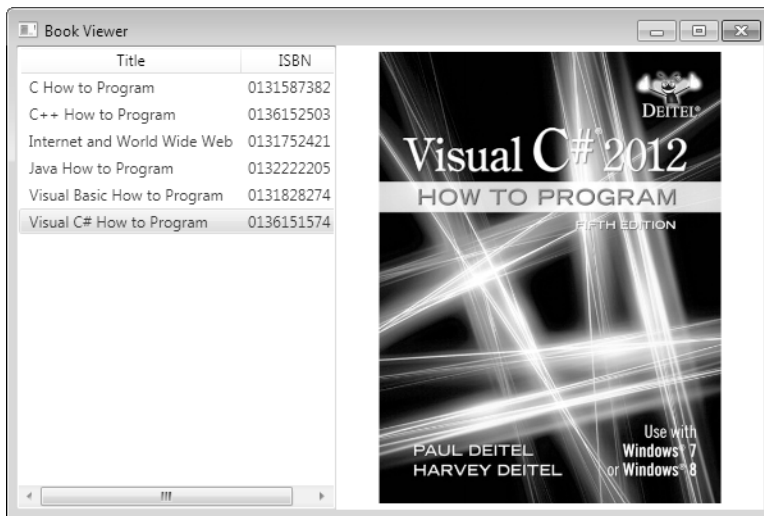 Book Viewer
Title ISBN
C How to Program 0131587382
C++ How to Program 0136152503
Internet and World Wide Web 0131752421
Java How to Program 0132222205
Visual Basic How to Program 0131828274
Visual C# How to Program 0136151574
DEITEL®
Visual C#® 2012
HOW TO PROGRAM
FIFTH EDITION
PAUL DEITEL
HARVEY DEITEL
Use with
Windows® 7
or Windows® 8